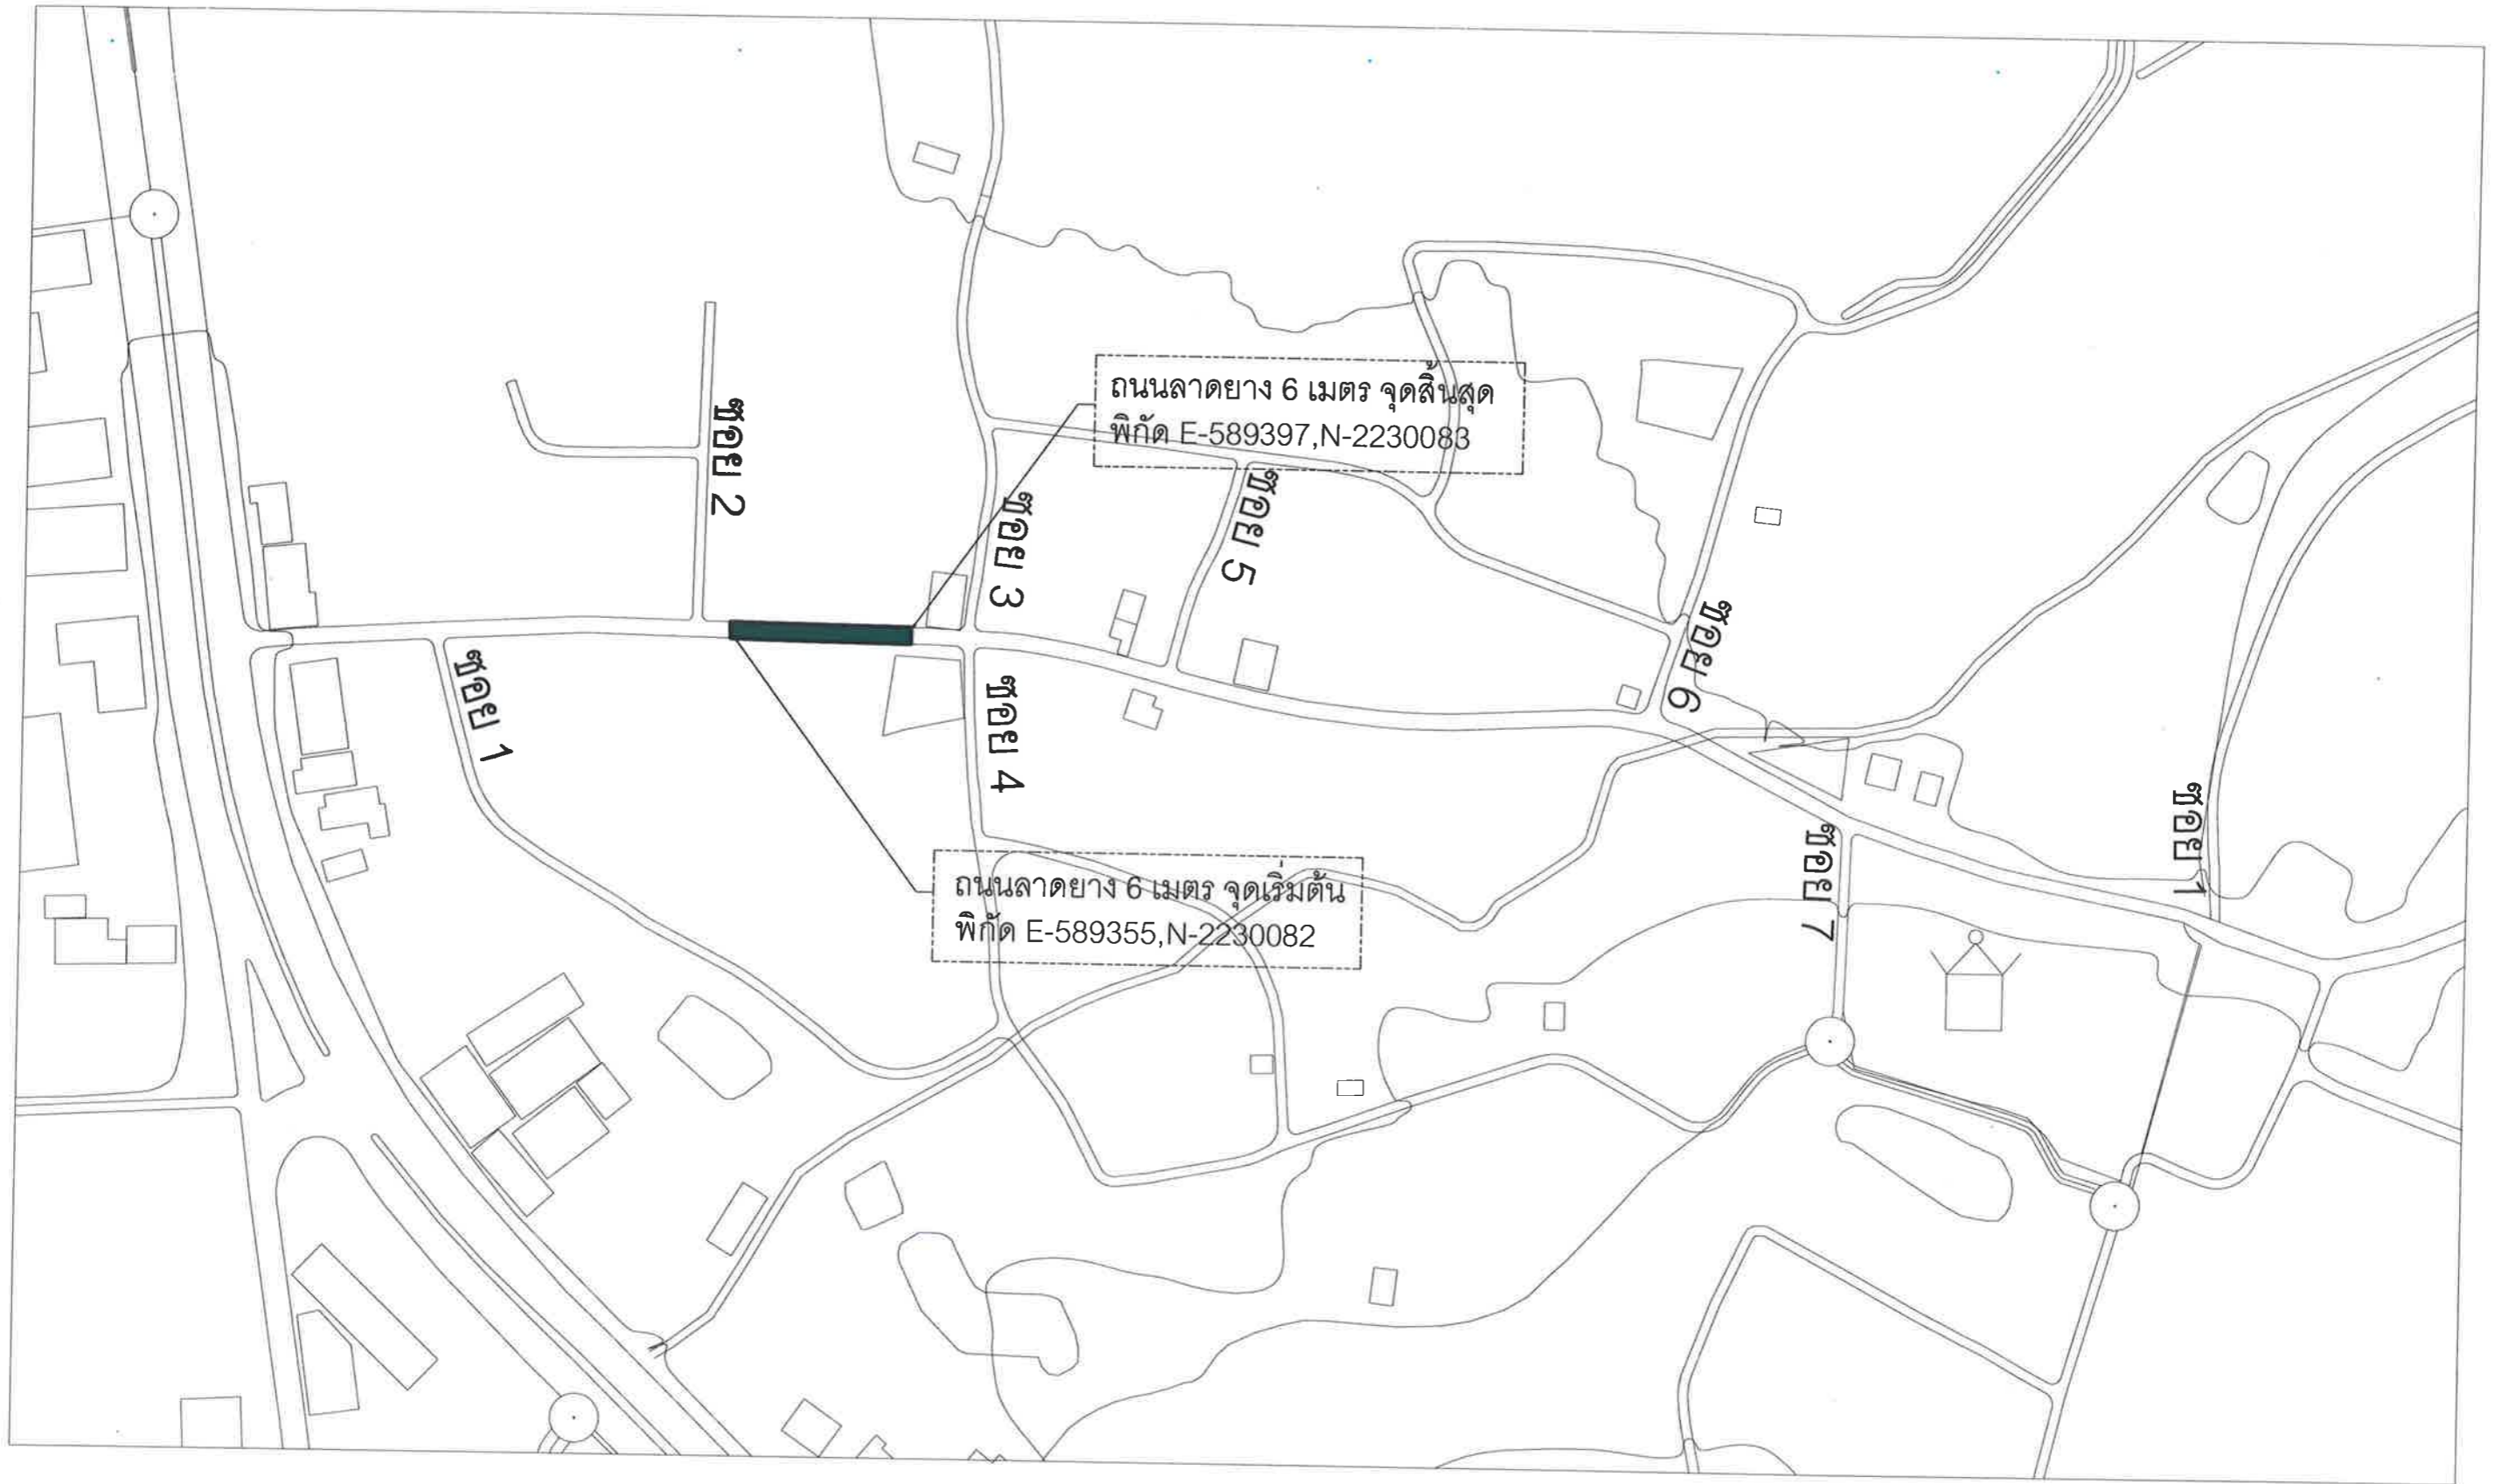 ถนนลาดยาง 6 เมตร จุดสิ้นสุด
พิกัด E-589397,N-2230083
ซอย 2
ซอย 3
ซอย 5
ซอย 6
ซอย 1
ซอย 4
ซอย 1
ซอย 7
ถนนลาดยาง 6 เมตร จุดเริ่มต้น
พิกัด E-589355,N-2230082